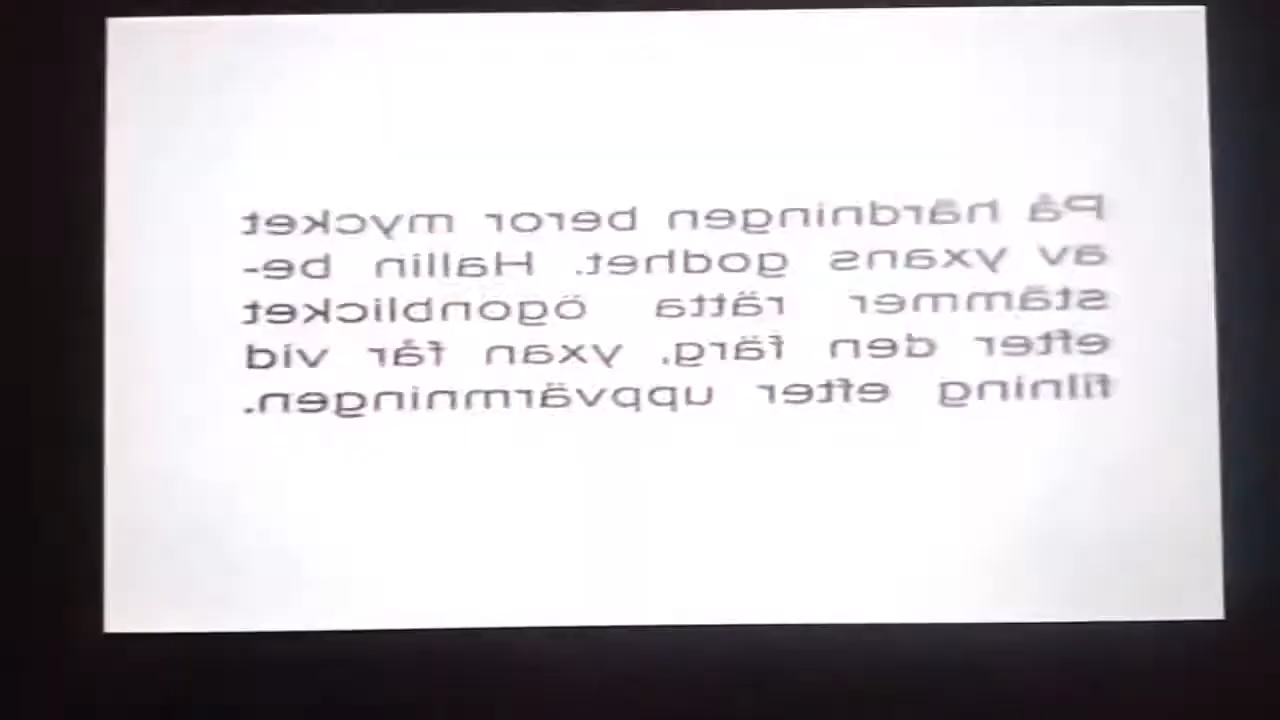 På härdningen beror mycket
av yxans godhet. Hallin be-
stämmer rätta ögonblicket
efter den färg, yxan får vid
filning efter uppvärmningen.